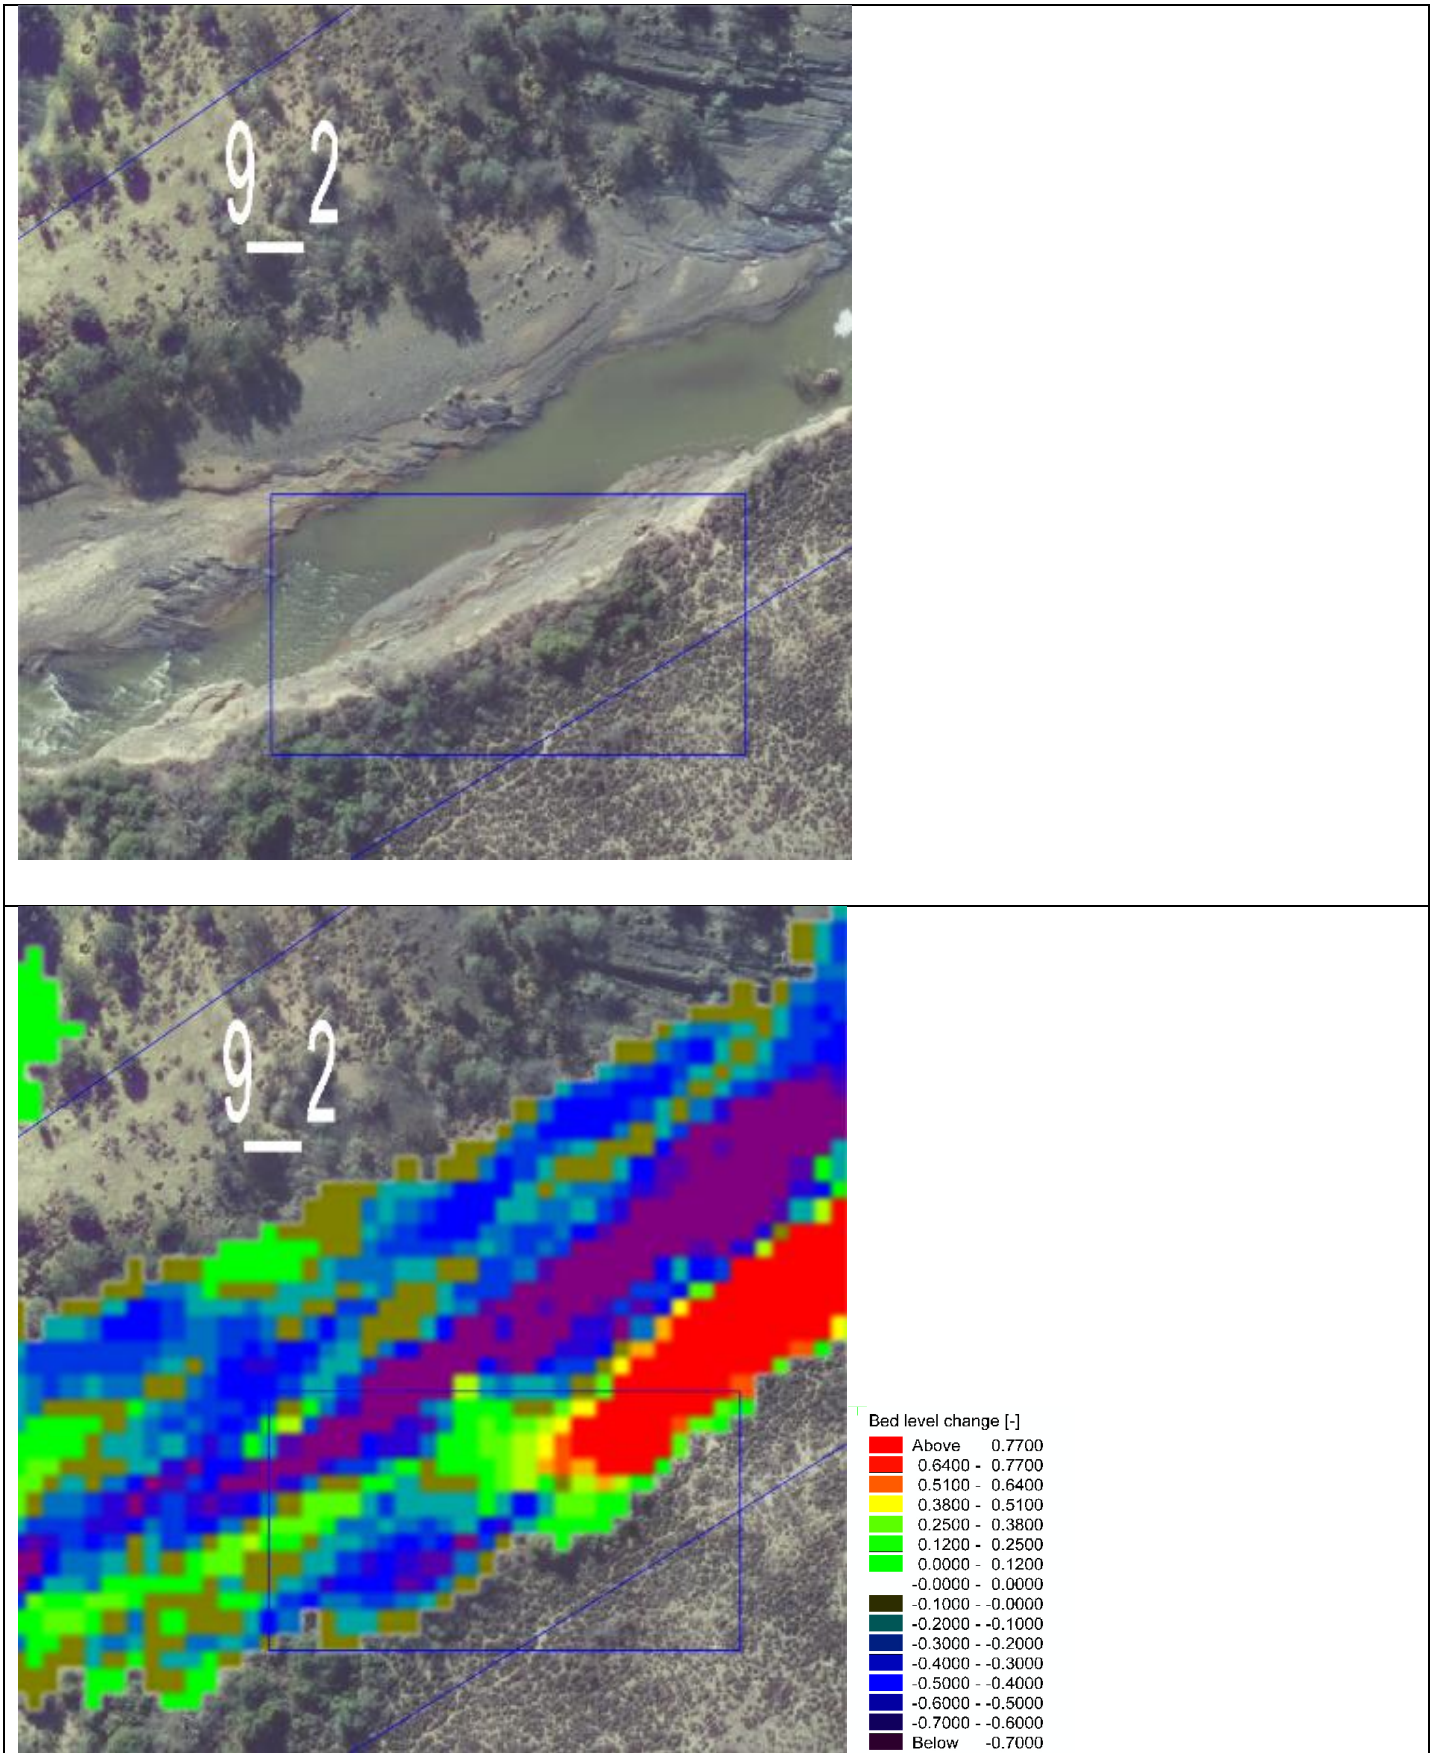 9_2
9_2
Bed level change [-]
Above 0.7700
0.6400 - 0.7700
0.5100 - 0.6400
0.3800 - 0.5100
0.2500 - 0.3800
0.1200 - 0.2500
0.0000 - 0.1200
-0.0000 - 0.0000
-0.1000 - -0.0000
-0.2000 - -0.1000
-0.3000 - -0.2000
-0.4000 - -0.3000
-0.5000 - -0.4000
-0.6000 - -0.5000
-0.7000 - -0.6000
Below -0.7000